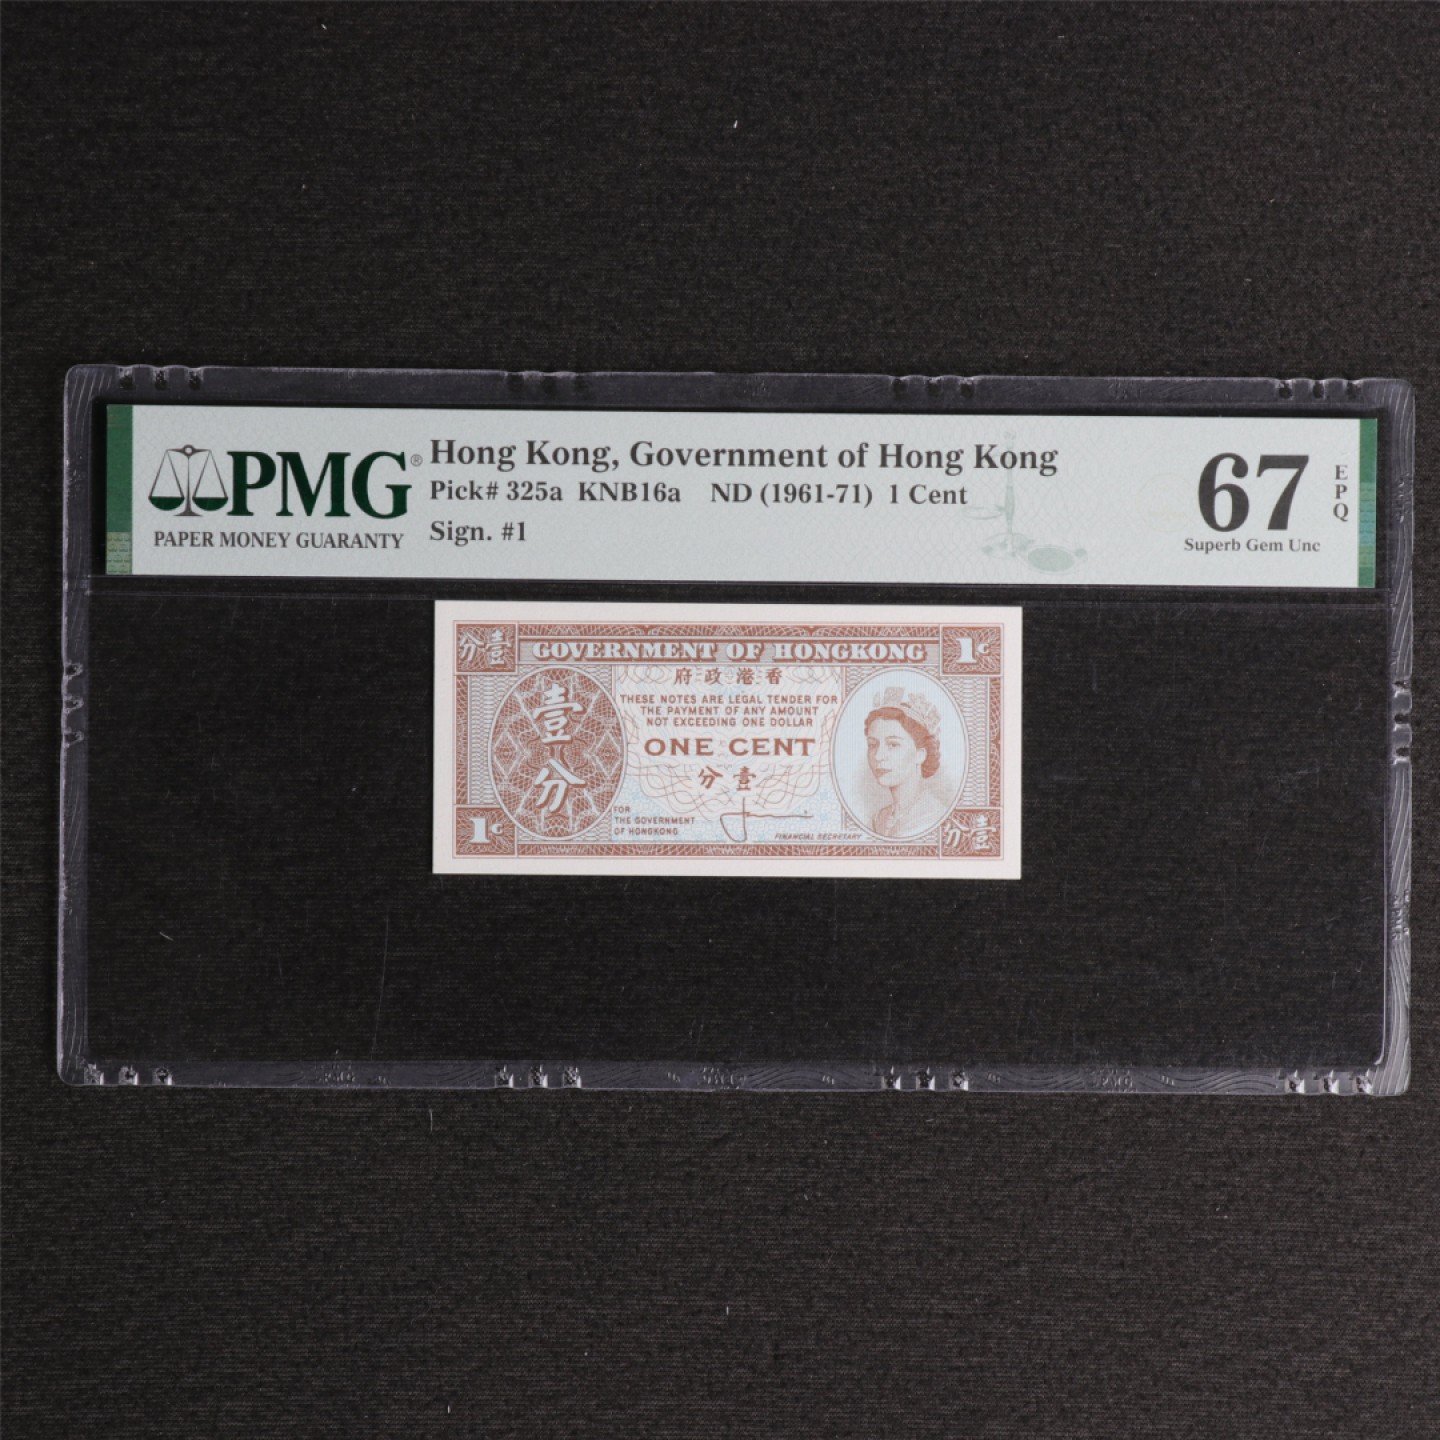 PMG®
PAPER MONEY GUARANTY
Hong Kong, Government of Hong Kong
Pick# 325a KNB16a ND (1961-71) 1 Cent
Sign. #1
67
EPQ
Superb Gem Unc
分壹
GOVERNMENT OF HONGKONG
1¢
府政港香
壹分
THESE NOTES ARE LEGAL TENDER FOR
THE PAYMENT OF ANY AMOUNT
NOT EXCEEDING ONE DOLLAR
ONE CENT
分壹
FOR
THE GOVERNMENT
OF HONGKONG
FINANCIAL SECRETARY
1¢
分壹